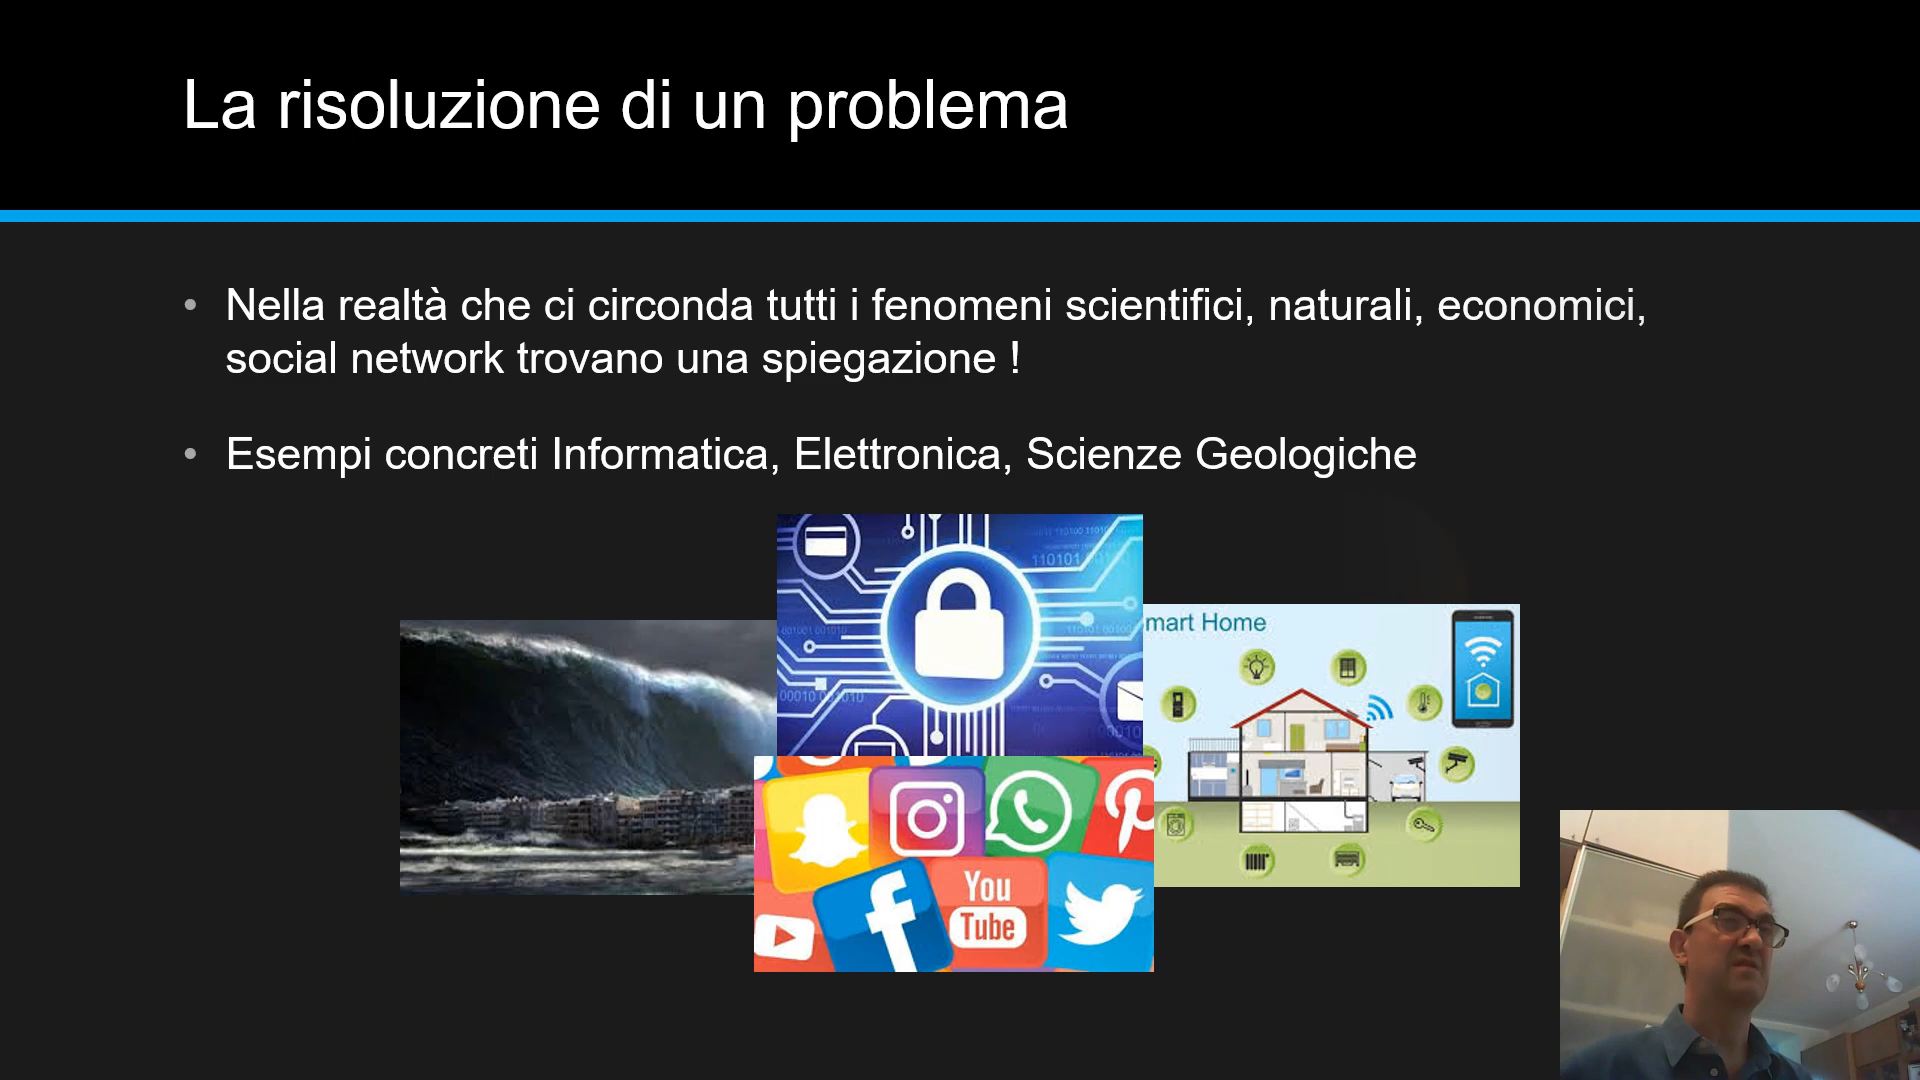 La risoluzione di un problema
• Nella realtà che ci circonda tutti i fenomeni scientifici, naturali, economici,
social network trovano una spiegazione !
• Esempi concreti Informatica, Elettronica, Scienze Geologiche
110101
mart Home
You
Tube